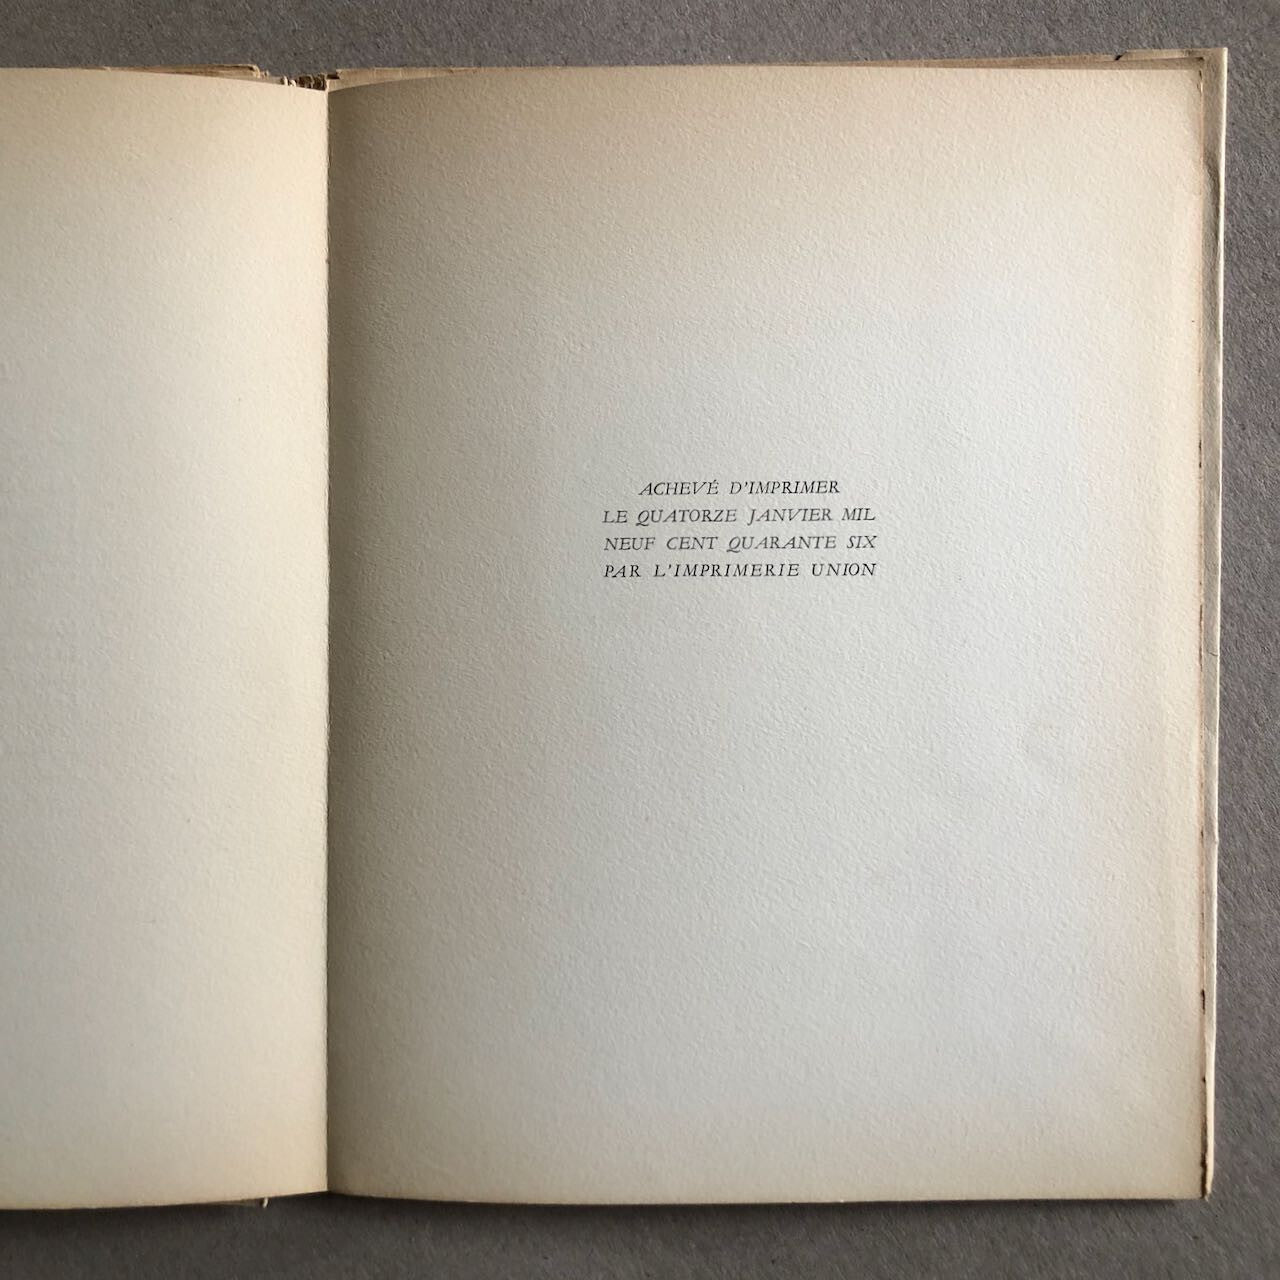 ACHEVÉ D'IMPRIMER
LE QUATORZE JANVIER MIL
NEUF CENT QUARANTE SIX
PAR L'IMPRIMERIE UNION